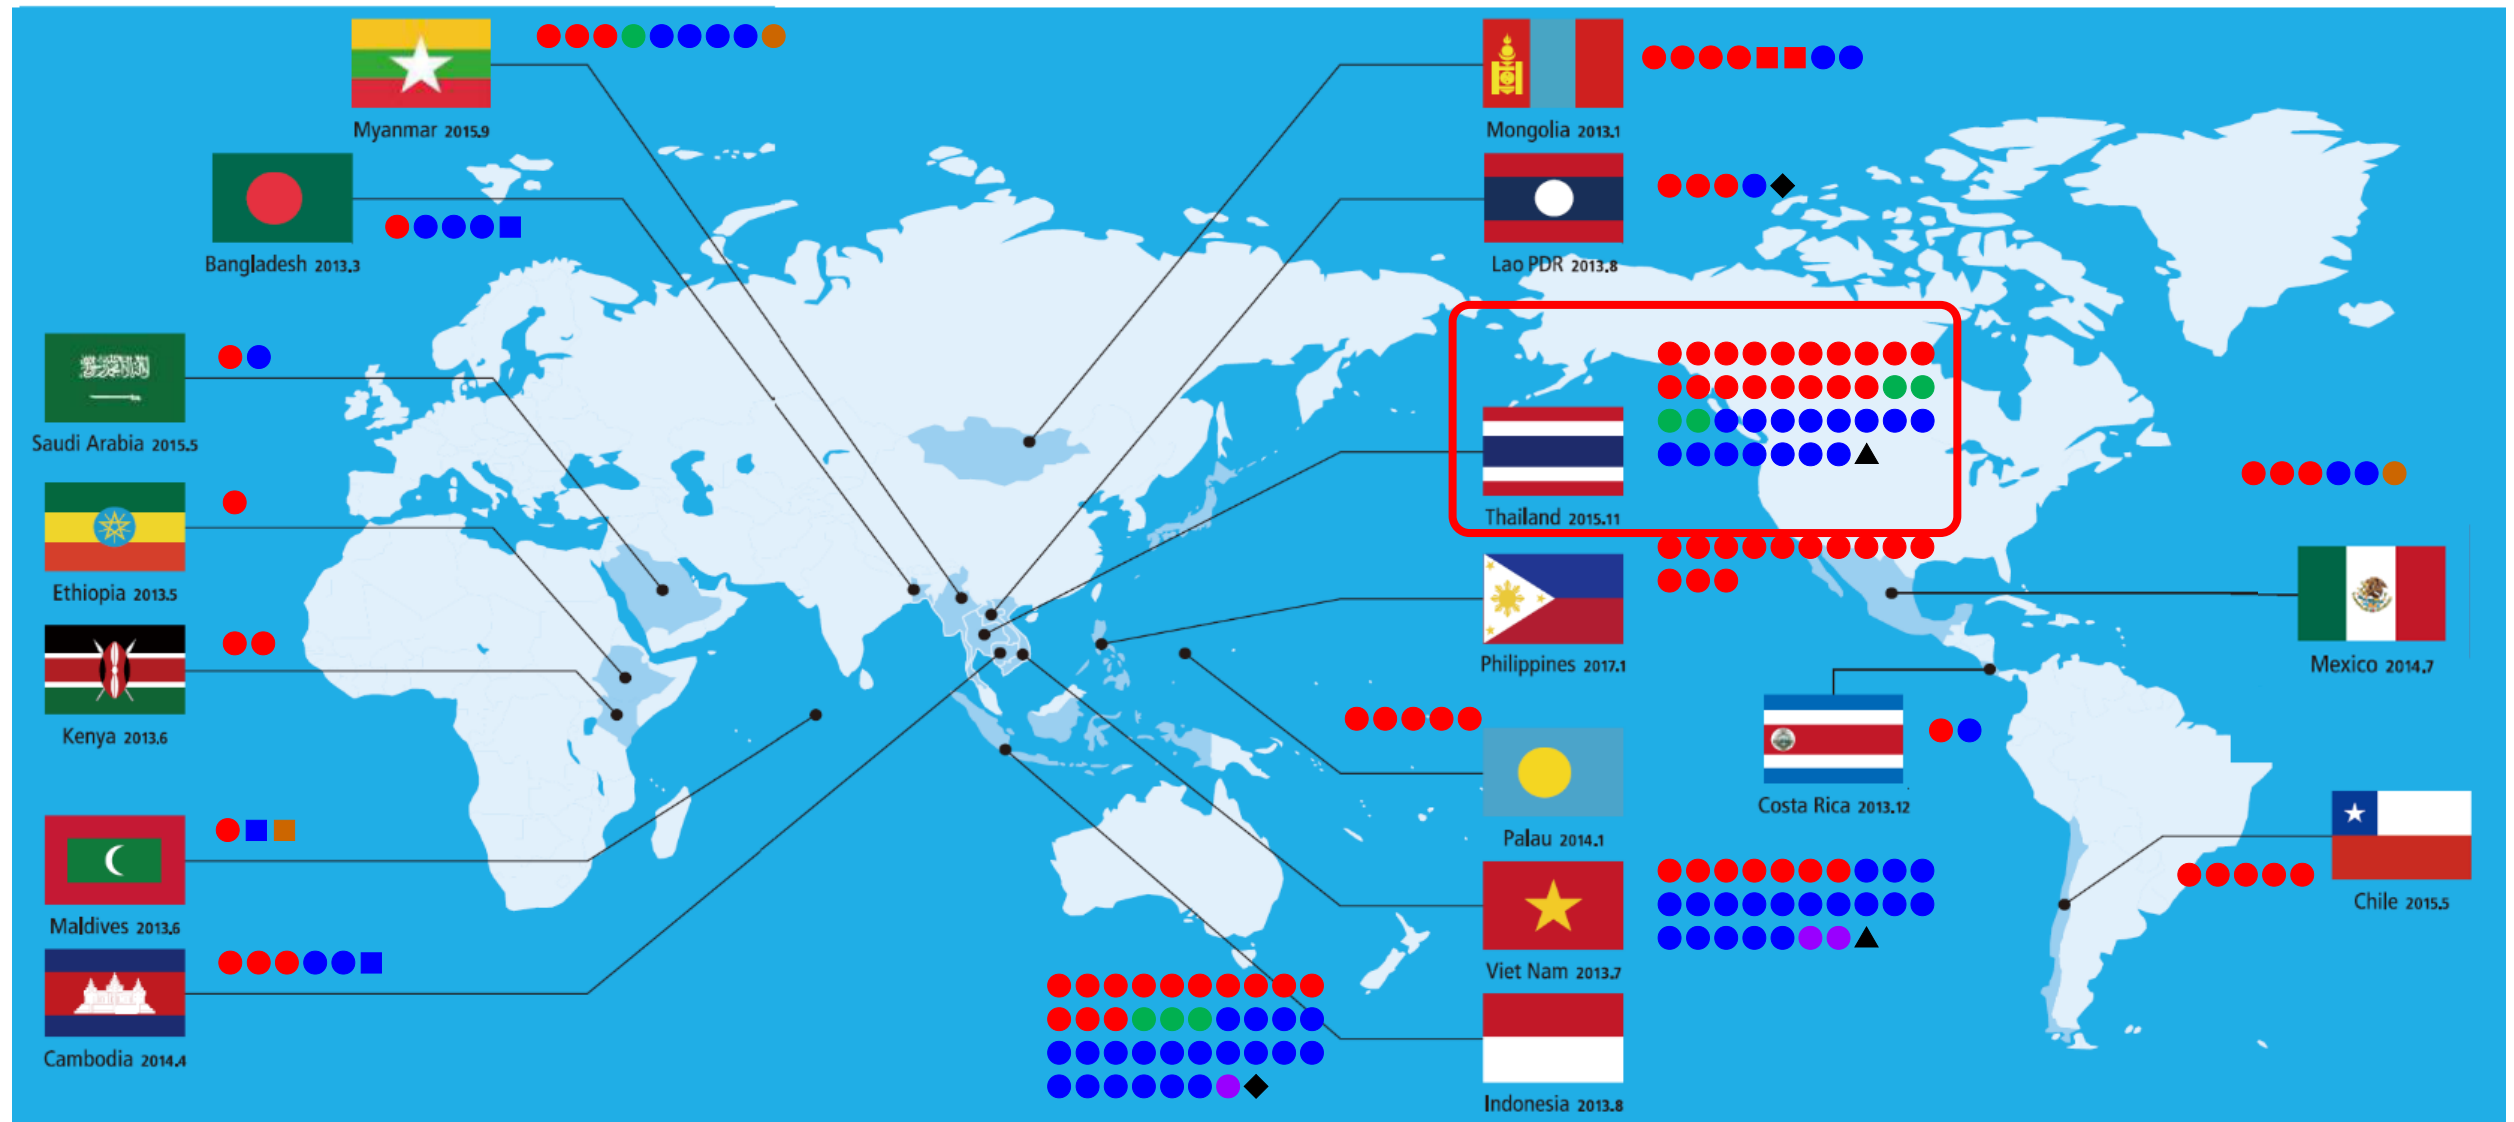 Myanmar 2015.9
Bangladesh 2013.3
Saudi Arabia 2015.5
Ethiopia 2013.5
Kenya 2013.6
Maldives 2013.6
Cambodia 2014.4
Mongolia 2013.1
Lao PDR 2013.8
Thailand 2015.11
Philippines 2017.1
Palau 2014.1
Viet Nam 2013.7
Indonesia 2013.8
Mexico 2014.7
Costa Rica 2013.12
Chile 2015.5